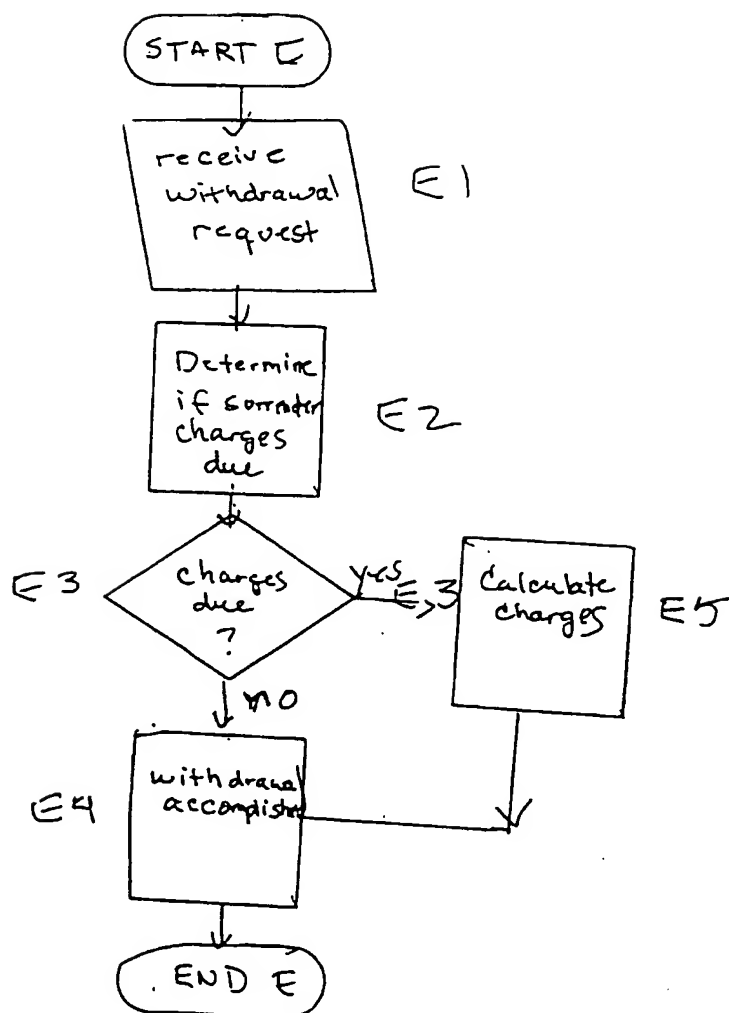 START E
receive
withdrawal
request
E1
Determine
if surrender
charges
due
E2
E3
charges
due
?
yes
E3
Calculate
charges
E5
no
E4
withdrawal
accomplished
END E